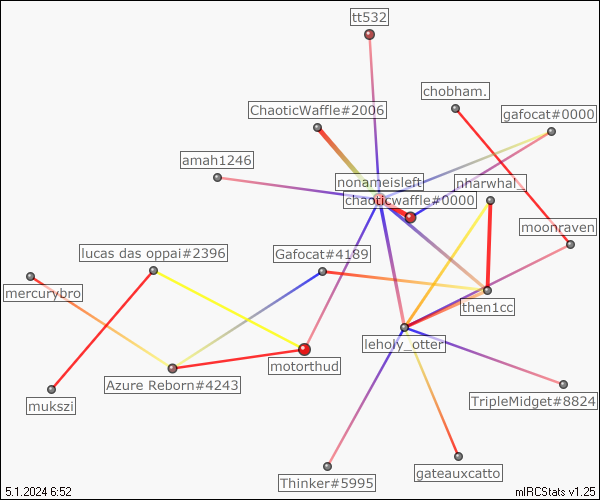 tt532
chobham.
ChaoticWaffle#2006
gafocat#0000
amah1246
nonameisleft
nharwhal_
chaoticwaffle#0000
moonraven
lucas das oppai#2396
Gafocat#4189
mercurybro
then1cc
leholy_otter
motorthud
Azure Reborn#4243
mukszi
TripleMidget#8824
gateauxcatto
Thinker#5995
5.1.2024 6:52
mIRCStats v1.25